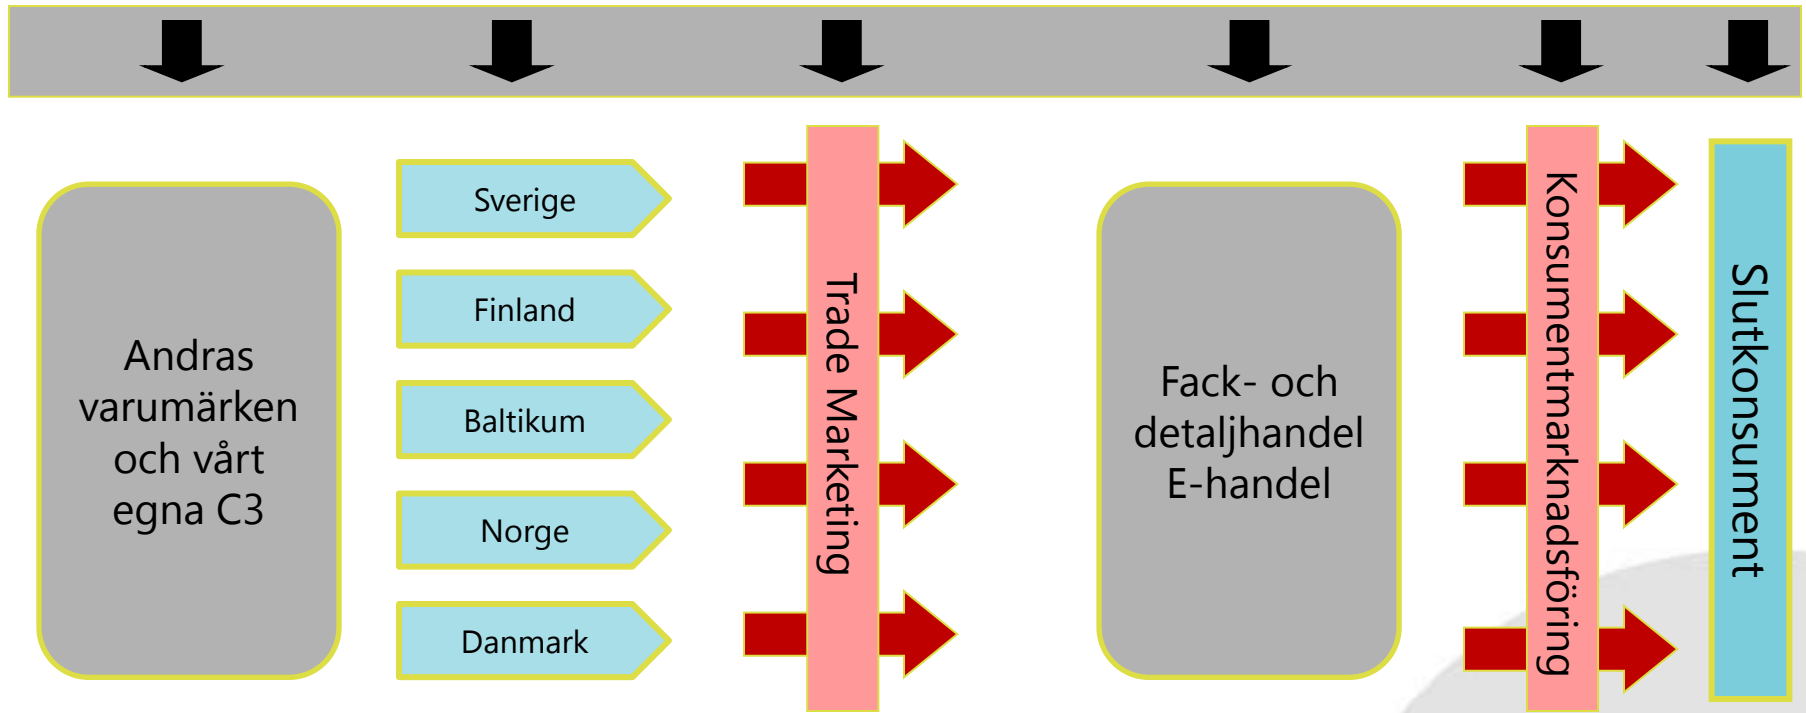 Andras
varumärken
och vårt
egna C3
Sverige
Finland
Baltikum
Norge
Danmark
Trade Marketing
Fack- och
detaljhandel
E-handel
Konsumentmarknadsföring
Slutkonsument